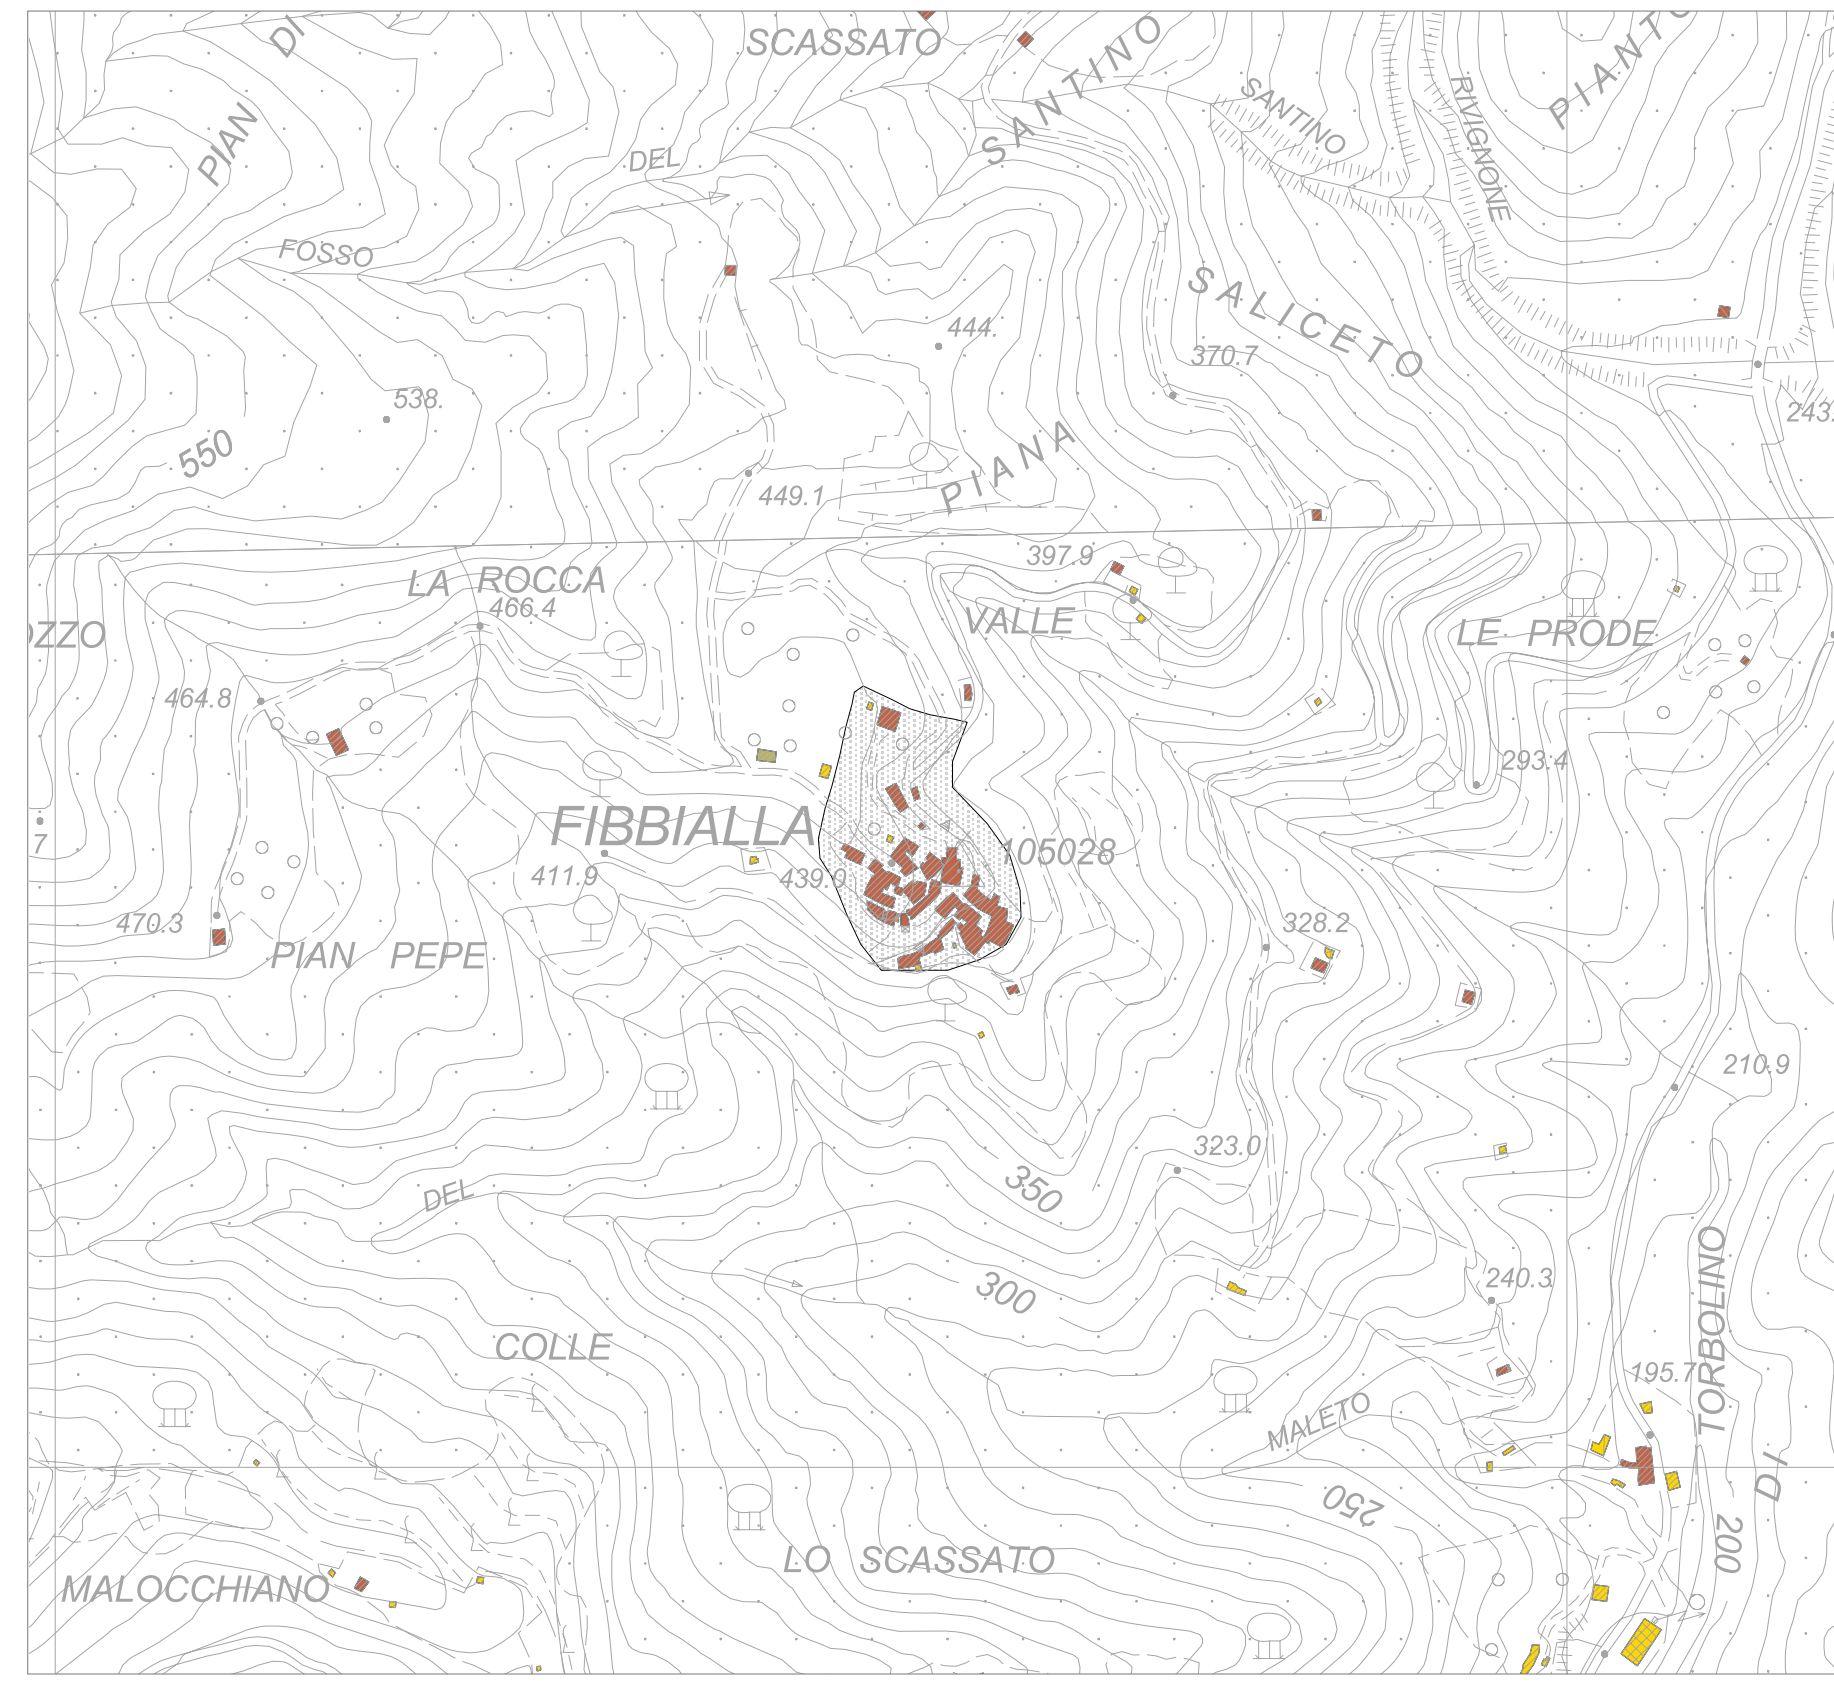 SCASSATO
DI
PIAN
SANTINO
SANTINO
RIVIGNONE
PIANTO
DEL
FOSSO
SALICETO
444.
370.7
538.
243.
550
PIANA
449.1
397.9
LA ROCCA
466.4
VALLE
LE PRODE
OZZO
464.8
293.4
7
FIBBIALLA
105028
411.9
439.0
470.3
328.2
PIAN PEPE
210.9
323.0
350
DEL
300
240.3
TORBOLINO
COLLE
195.7
MALETO
DI
250
200
LO SCASSATO
MALOCCHIANO